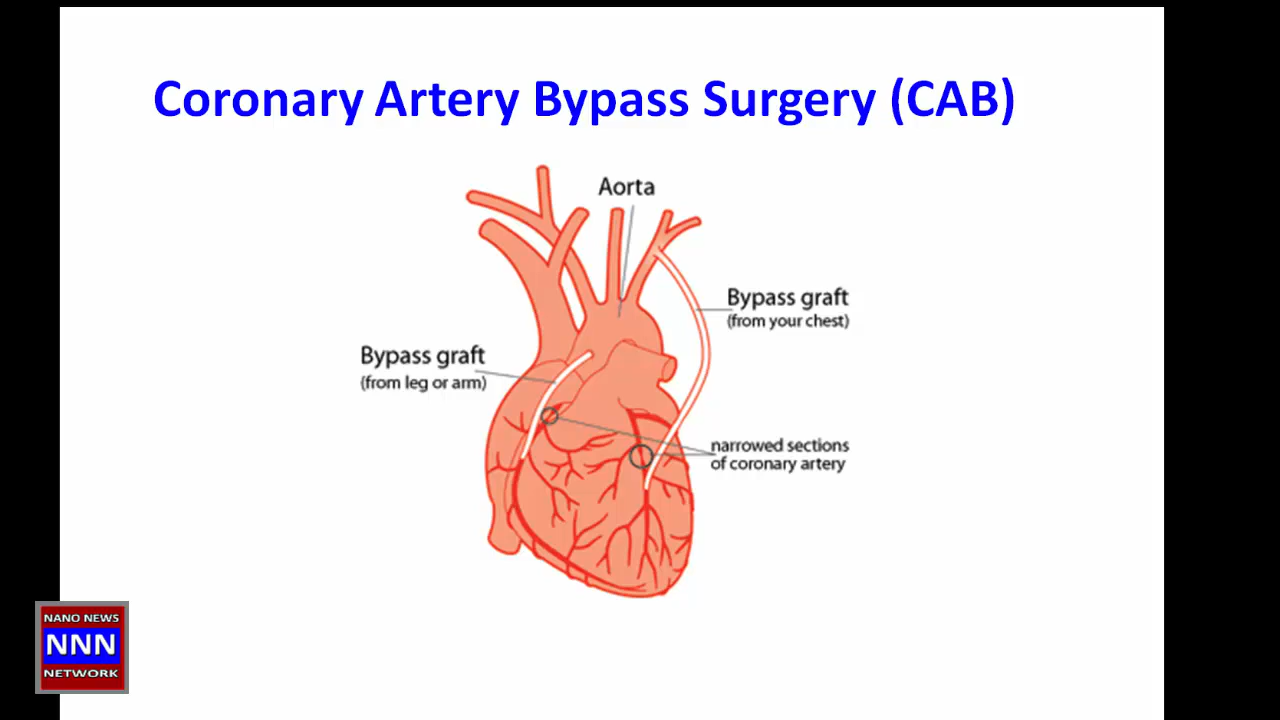 Coronary Artery Bypass Surgery (CAB)
Aorta
Bypass graft
(from your chest)
Bypass graft
(from leg or arm)
narrowed sections
of coronary artery
NANO NEWS
NNN
NETWORK